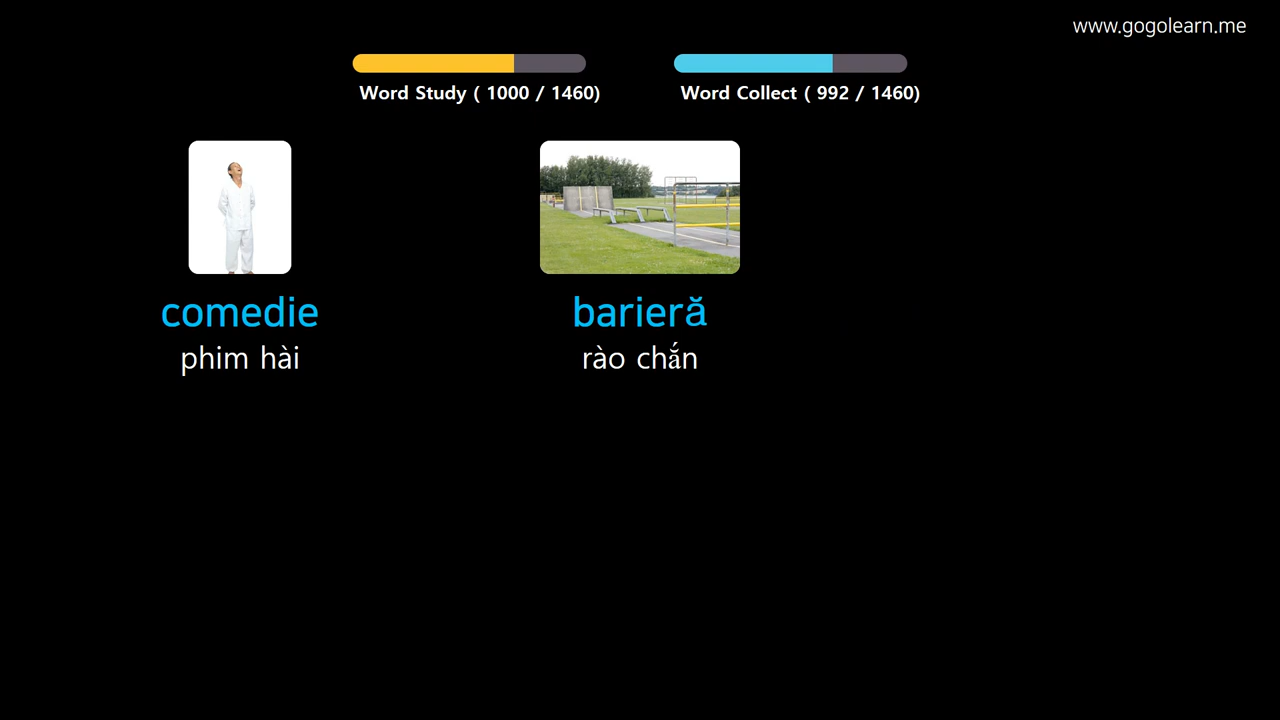 www.gogolearn.me
Word Study ( 1000 / 1460)
Word Collect ( 992 / 1460)
comedie
barieră
phim hài
rào chắn